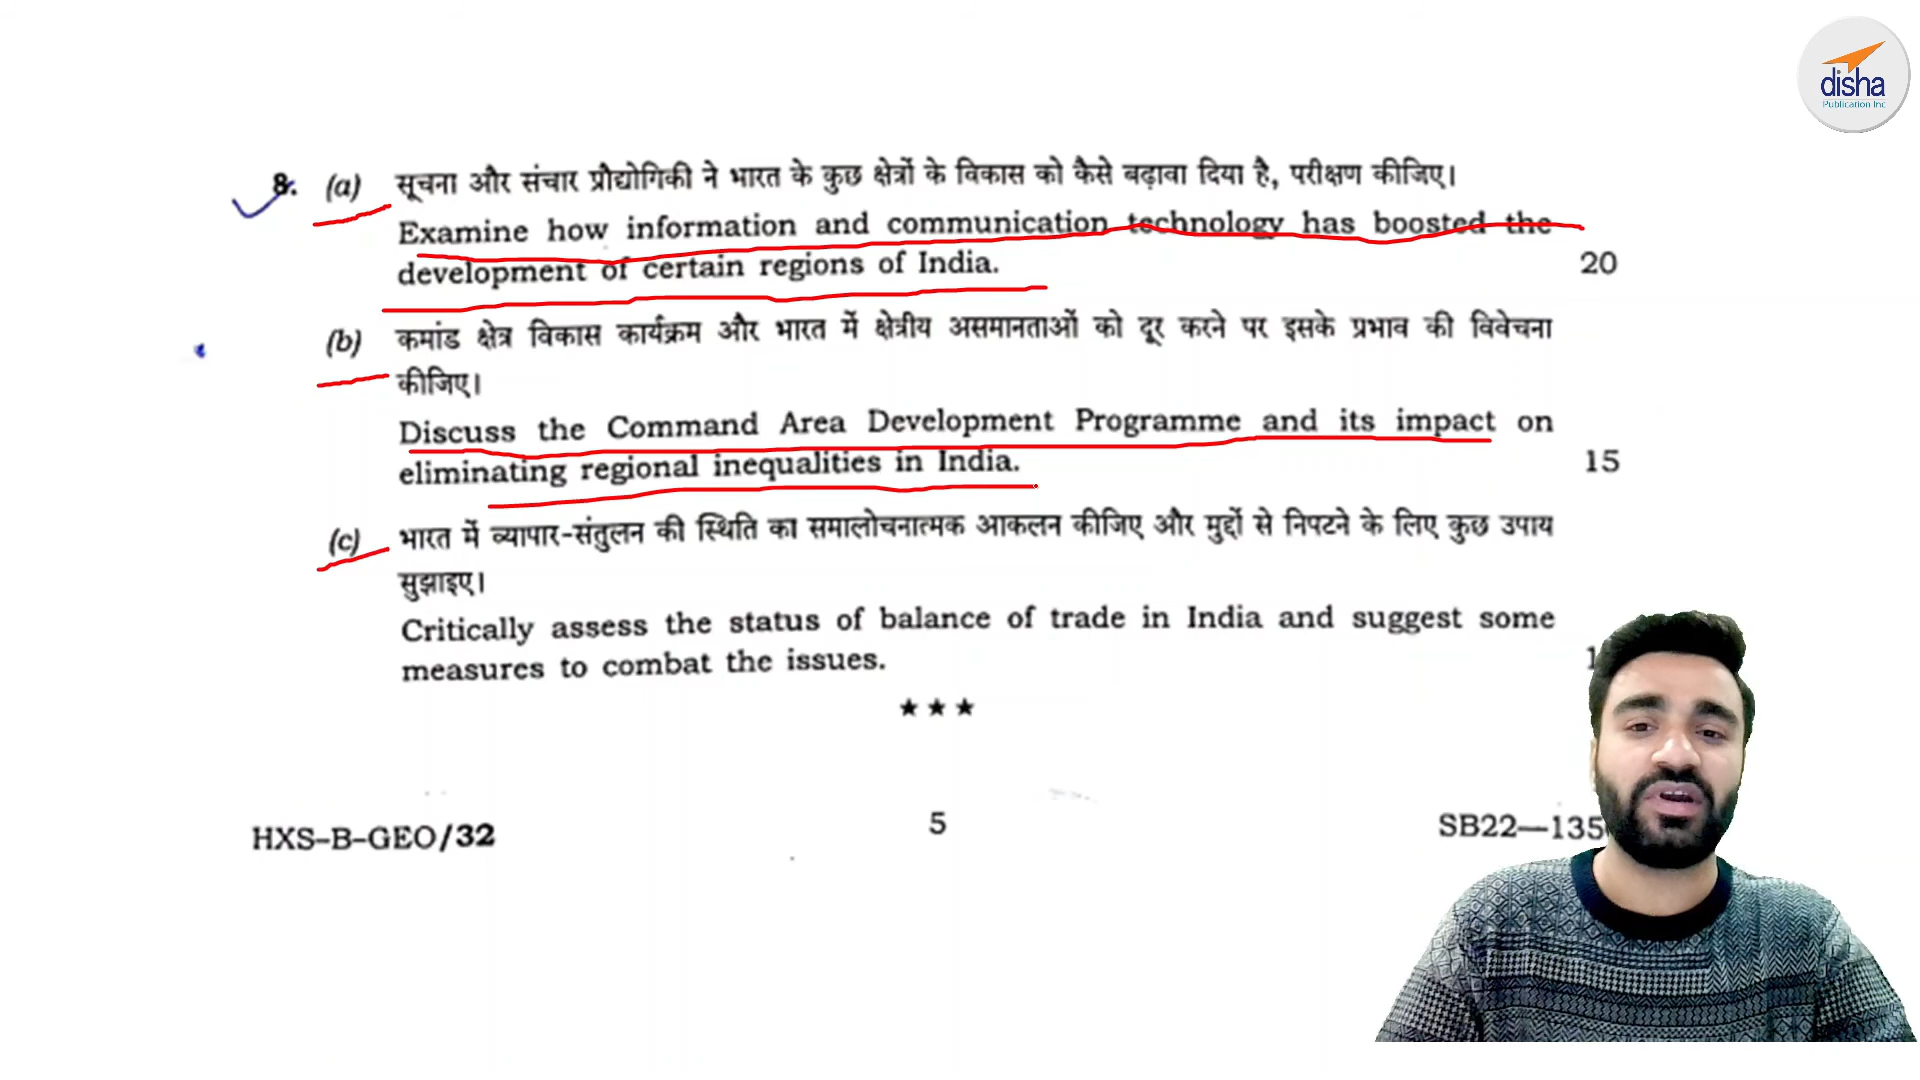 disha
Publication Inc
8. (a) सूचना और संचार प्रौद्योगिकी ने भारत के कुछ क्षेत्रों के विकास को कैसे बढ़ावा दिया है, परीक्षण कीजिए।
Examine how information and communication technology has boosted the
development of certain regions of India. 20
(b) कमांड क्षेत्र विकास कार्यक्रम और भारत में क्षेत्रीय असमानताओं को दूर करने पर इसके प्रभाव की विवेचना
कीजिए।
Discuss the Command Area Development Programme and its impact on
eliminating regional inequalities in India. 15
(c) भारत में व्यापार-संतुलन की स्थिति का समालोचनात्मक आकलन कीजिए और मुद्दों से निपटने के लिए कुछ उपाय
सुझाइए।
Critically assess the status of balance of trade in India and suggest some
measures to combat the issues.
★ ★ ★
HXS-B-GEO/32 5 SB22—135